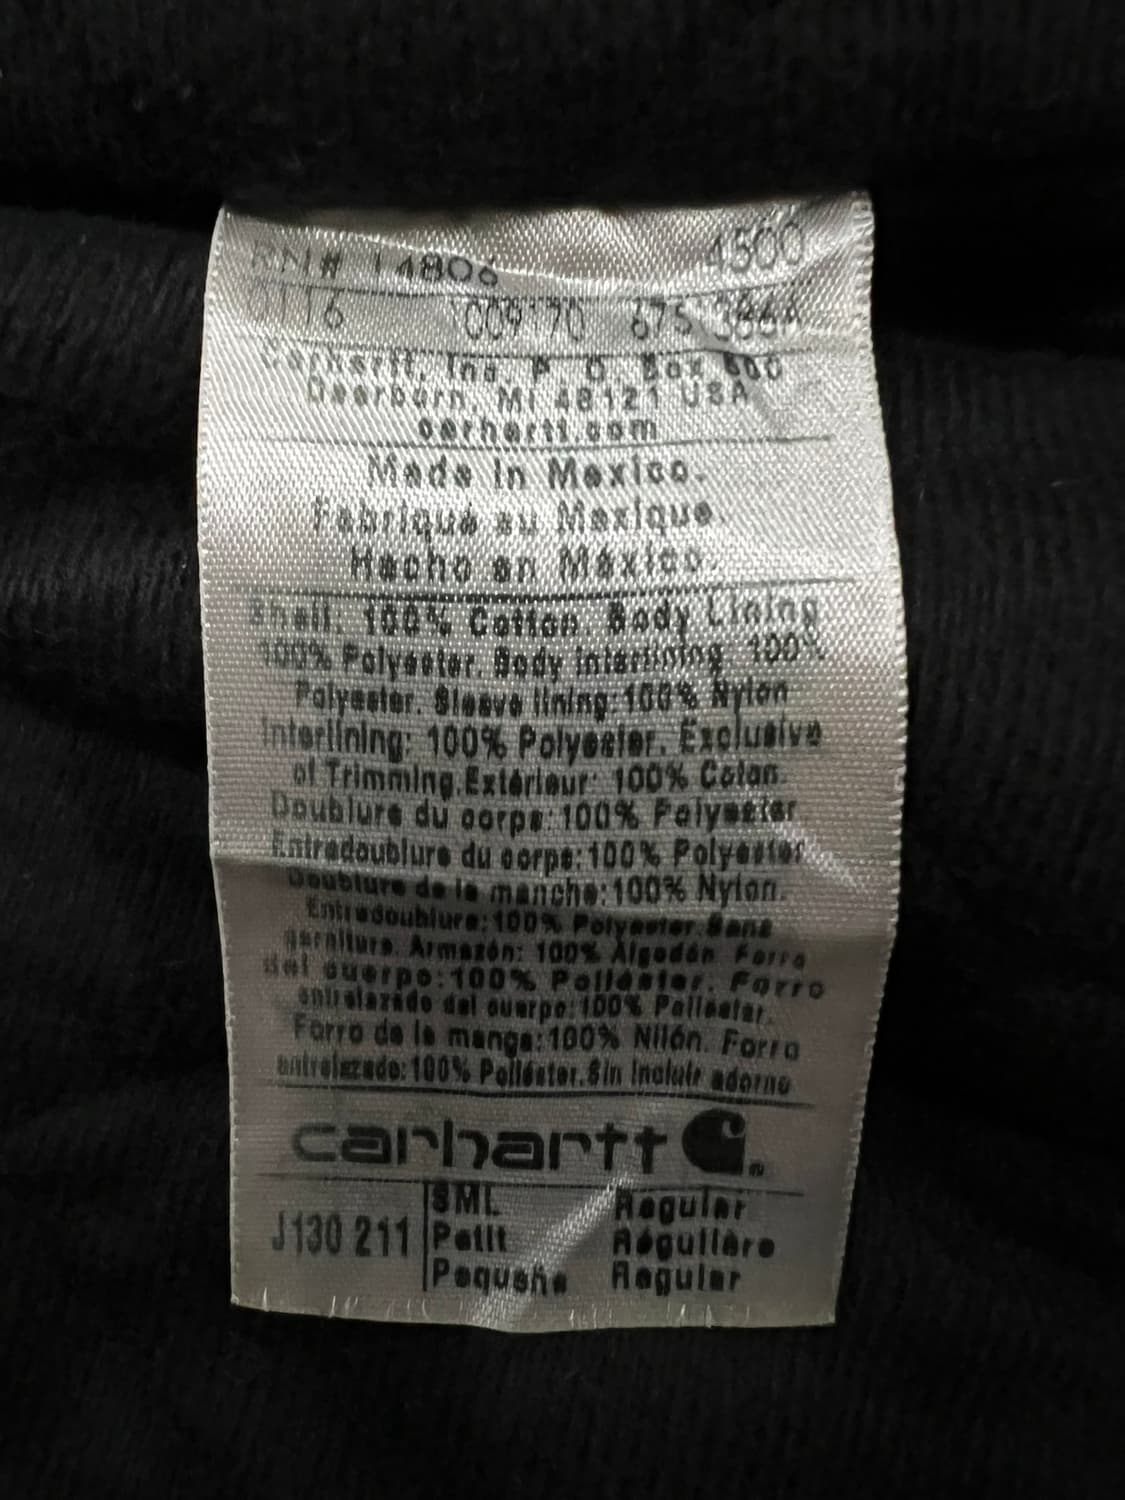 RN# 14806 4500
0116 009170
Carhartt, Inc. P. O. Box 600
Dearborn, MI 48121 USA
carhartt.com
Made in Mexico.
Fabriqué au Mexique.
Hecho en México.
Shell: 100% Cotton. Body Lining
100% Polyester. Body interlining: 100%
Polyester. Sleeve lining:100% Nylon
Interlining: 100% Polyester. Exclusive
of Trimming.Extérieur: 100% Coton.
Doublure du corps:100% Polyester
Entredoublure du corps:100% Polyester
Doublure de la manche:100% Nylon.
Entredoublure:100% Polyester.Sans
garniture. Armazón: 100% Algodón Forro
del cuerpo:100% Poliéster. Forro
entrelazado del cuerpo:100% Poliéster.
Forro de la manga:100% Nilón. Forro
entrelazado:100% Poliéster.Sin incluir adorno
carhartt
J130 211
SML Regular
Petit Régulière
Pequeña Regular